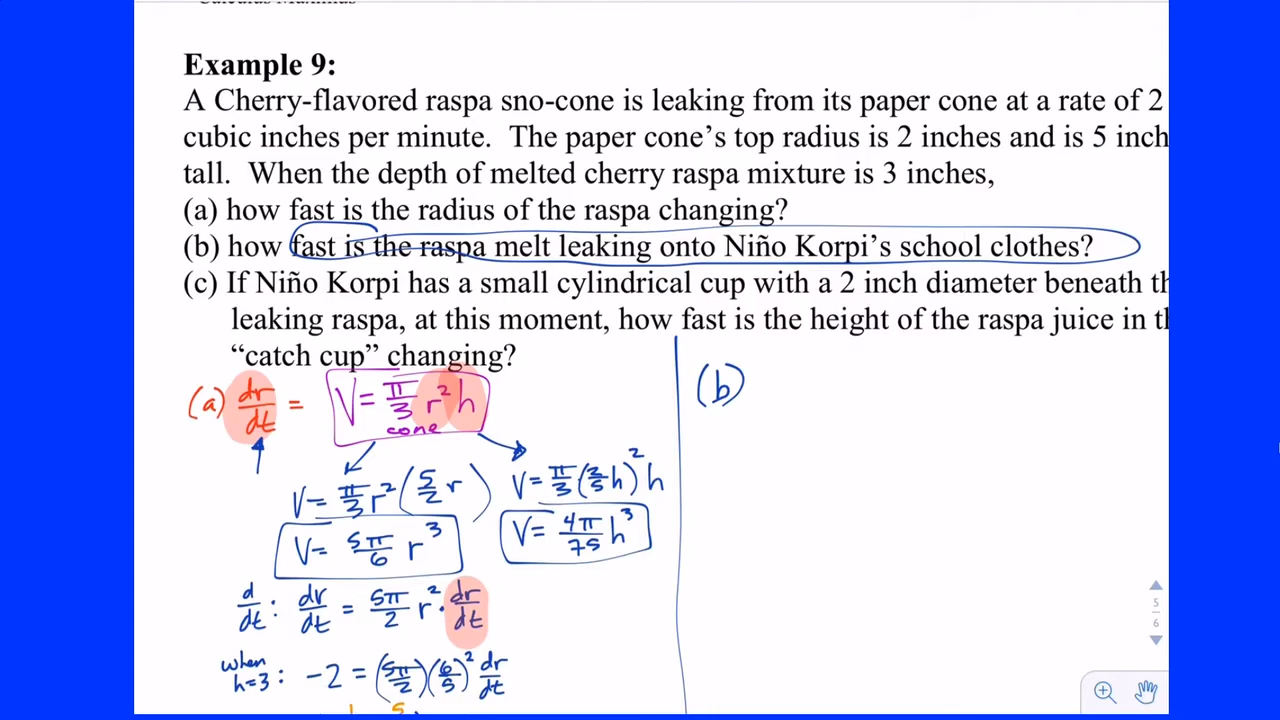 Example 9:
A Cherry-flavored raspa sno-cone is leaking from its paper cone at a rate of 2
cubic inches per minute. The paper cone's top radius is 2 inches and is 5 inch
tall. When the depth of melted cherry raspa mixture is 3 inches,
(a) how fast is the radius of the raspa changing?
(b) how fast is the raspa melt leaking onto Niño Korpi's school clothes?
(c) If Niño Korpi has a small cylindrical cup with a 2 inch diameter beneath th
leaking raspa, at this moment, how fast is the height of the raspa juice in th
“catch cup” changing?
(a) dr/dt =
V = π/3 r² h
cone
V = π/3 r² (5/2 r)
V = 5π/6 r³
V = π/3 (2/5 h)² h
V = 4π/75 h³
d/dt: dr/dt = 5π/2 r² · dr/dt
when h=3: -2 = (5π/2)(6/5)² dr/dt
(b)
5
6